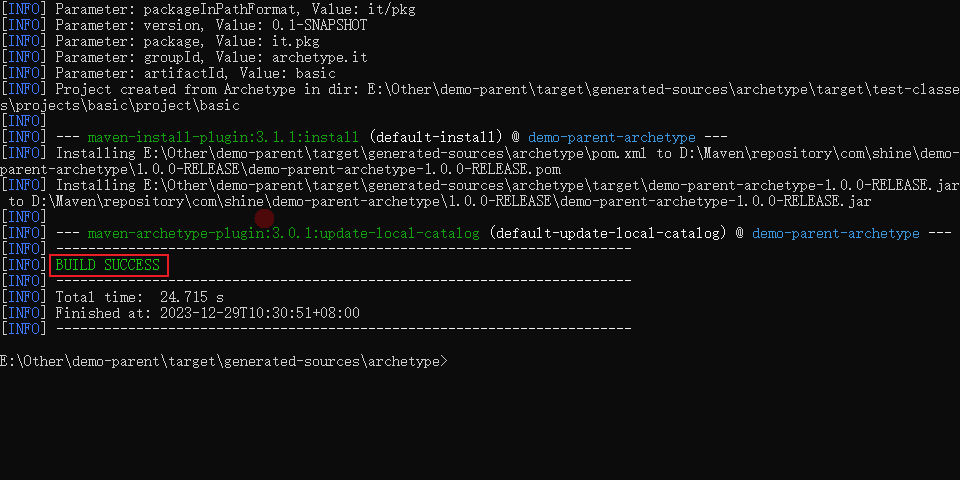 [INFO] Parameter: packageInPathFormat, Value: it/pkg
[INFO] Parameter: version, Value: 0.1-SNAPSHOT
[INFO] Parameter: package, Value: it.pkg
[INFO] Parameter: groupId, Value: archetype.it
[INFO] Parameter: artifactId, Value: basic
[INFO] Project created from Archetype in dir: E:\Other\demo-parent\target\generated-sources\archetype\target\test-classe
s\projects\basic\project\basic
[INFO]
[INFO] --- maven-install-plugin:3.1.1:install (default-install) @ demo-parent-archetype ---
[INFO] Installing E:\Other\demo-parent\target\generated-sources\archetype\pom.xml to D:\Maven\repository\com\shine\demo-
parent-archetype\1.0.0-RELEASE\demo-parent-archetype-1.0.0-RELEASE.pom
[INFO] Installing E:\Other\demo-parent\target\generated-sources\archetype\target\demo-parent-archetype-1.0.0-RELEASE.jar
 to D:\Maven\repository\com\shine\demo-parent-archetype\1.0.0-RELEASE\demo-parent-archetype-1.0.0-RELEASE.jar
[INFO]
[INFO] --- maven-archetype-plugin:3.0.1:update-local-catalog (default-update-local-catalog) @ demo-parent-archetype ---
[INFO] ------------------------------------------------------------------------
[INFO] BUILD SUCCESS
[INFO] ------------------------------------------------------------------------
[INFO] Total time:  24.715 s
[INFO] Finished at: 2023-12-29T10:30:51+08:00
[INFO] ------------------------------------------------------------------------
E:\Other\demo-parent\target\generated-sources\archetype>